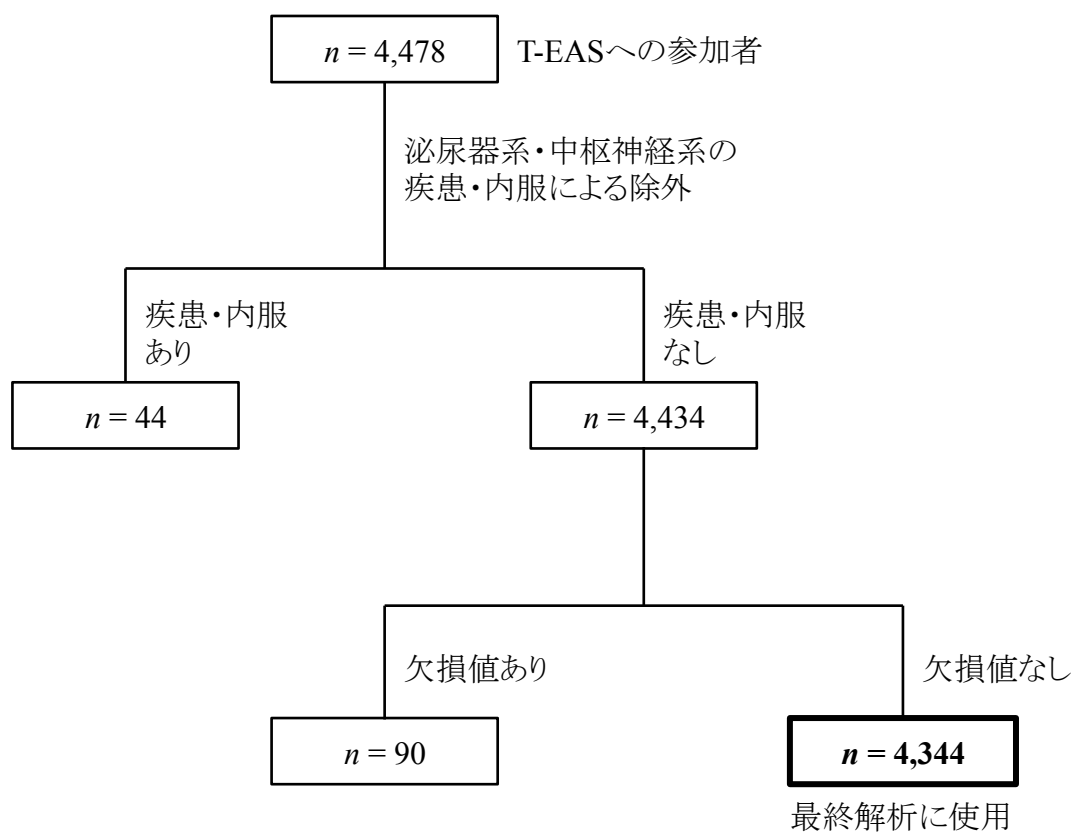 n = 4,478
T-EASへの参加者
泌尿器系・中枢神経系の
疾患・内服による除外
疾患・内服
あり
疾患・内服
なし
n = 44
n = 4,434
欠損値あり
欠損値なし
n = 90
n = 4,344
最終解析に使用